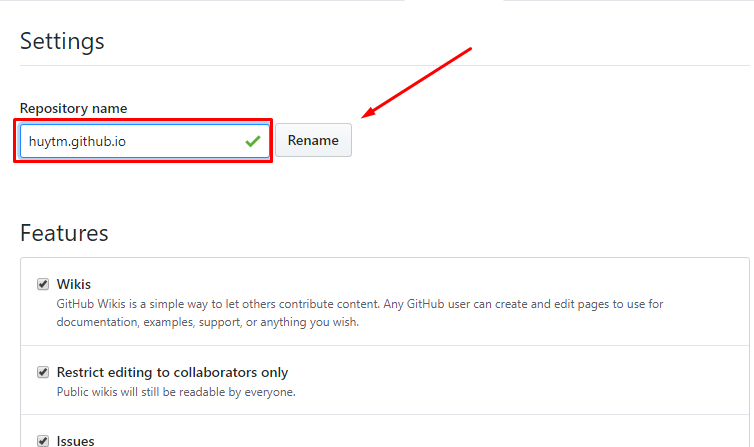 Settings
Repository name
huytm.github.io
Rename
Features
Wikis
GitHub Wikis is a simple way to let others contribute content. Any GitHub user can create and edit pages to use for
documentation, examples, support, or anything you wish.
Restrict editing to collaborators only
Public wikis will still be readable by everyone.
Issues